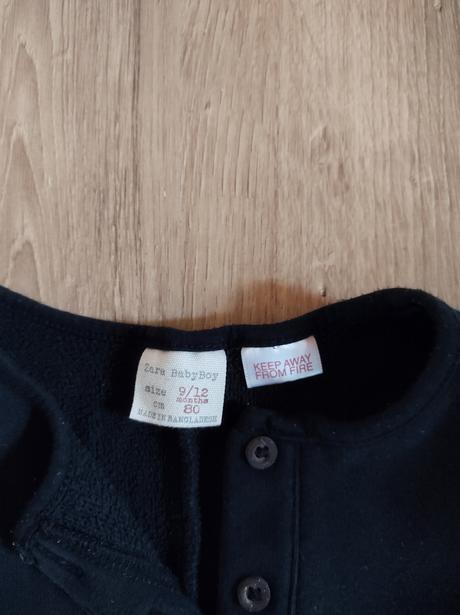 Zara BabyBoy
size 9/12
months
cm 80
MADE IN BANGLADESH
KEEP AWAY
FROM FIRE